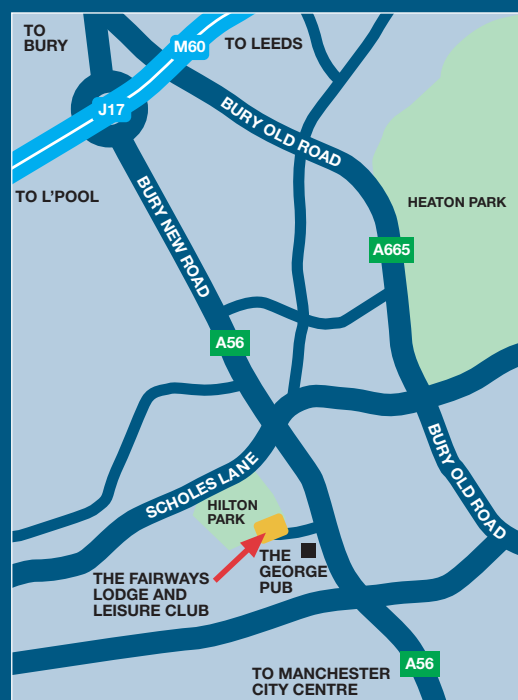 TO
BURY
M60
TO LEEDS
J17
BURY OLD ROAD
TO L'POOL
BURY NEW ROAD
HEATON PARK
A665
A56
SCHOLES LANE
BURY OLD ROAD
HILTON
PARK
THE
GEORGE
PUB
THE FAIRWAYS
LODGE AND
LEISURE CLUB
A56
TO MANCHESTER
CITY CENTRE